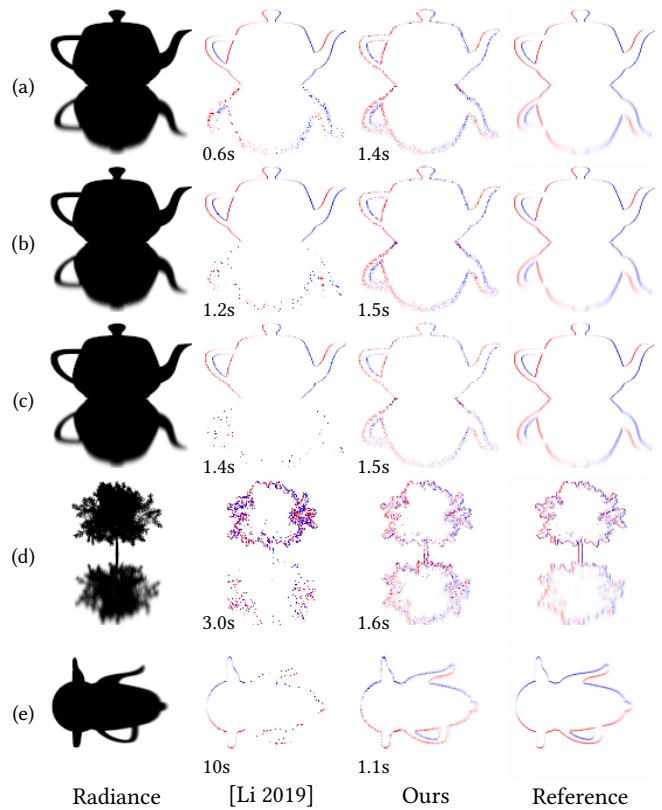 (a)
0.6s
1.4s
(b)
1.2s
1.5s
(c)
1.4s
1.5s
(d)
3.0s
1.6s
(e)
10s
1.1s
Radiance
[Li 2019]
Ours
Reference